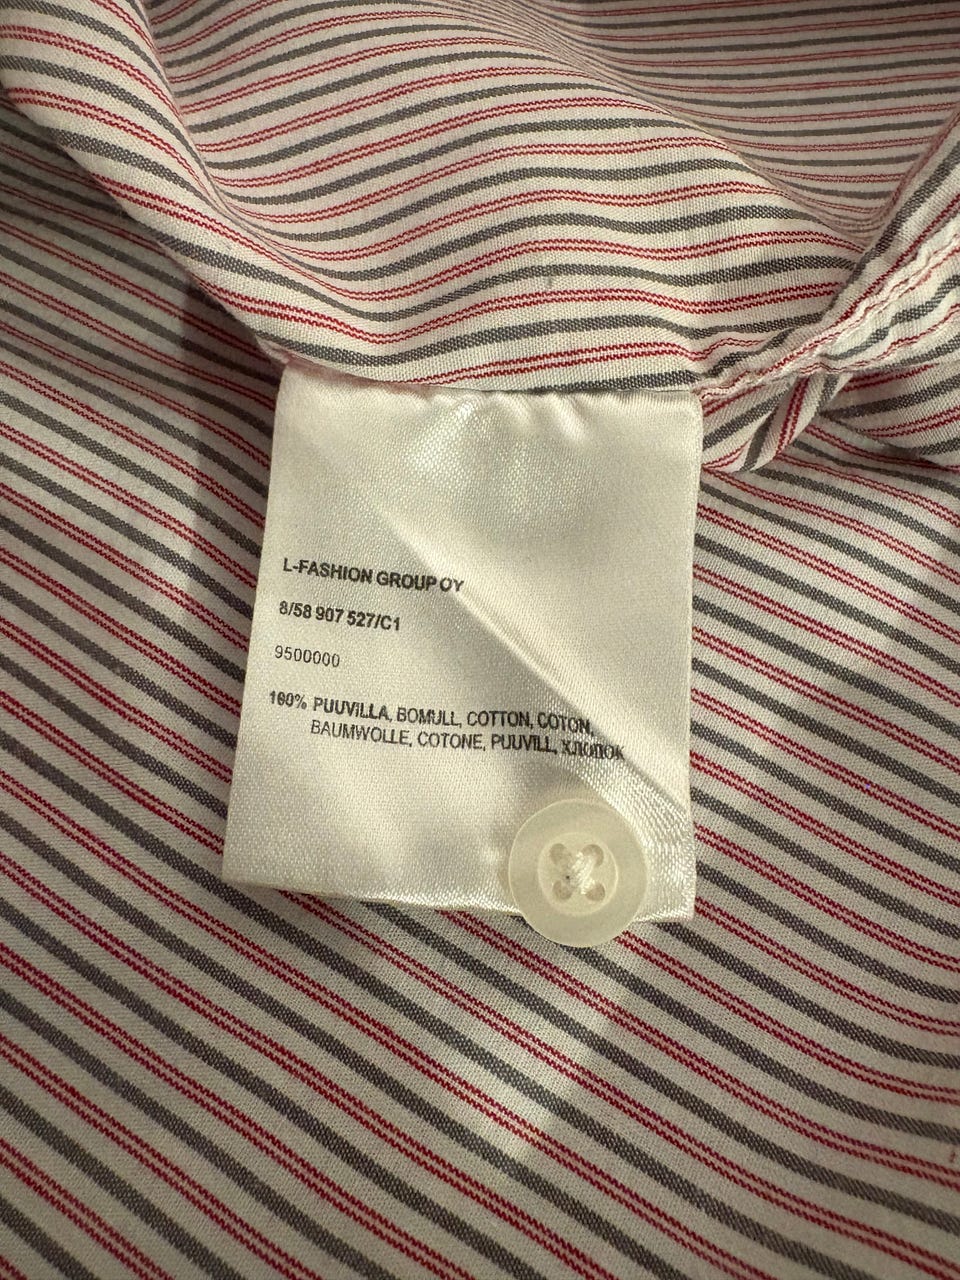 L-FASHION GROUP OY
8/58 907 527/C1
9500000
100% PUUVILLA, BOMULL, COTTON, COTON,
BAUMWOLLE, COTONE, PUUVILL, ХЛОПОК